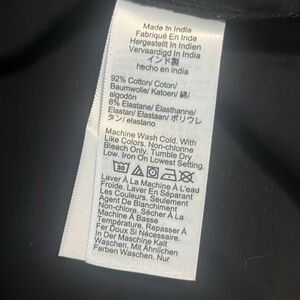 Made In India
Fabriqué En Inde
Hergestellt In Indien
Vervaardigd In India
インド製
hecho en india
92% Cotton/ Coton/
Baumwolle/ Katoen/ 綿/
algodón
8% Elastane/ Élasthanne/
Elastan/ Elastaan/ ポリウレ
タン/ elastano
Machine Wash Cold. With
Like Colors. Non-chlorine
Bleach Only. Tumble Dry
Low. Iron On Lowest Setting.
30
Laver À La Machine À L'eau
Froide. Laver En Séparant
Les Couleurs. Seulement
Agent De Blanchiment
Non-chlore. Sécher À La
Machine À Basse
Température. Repasser À
Fer Doux Si Nécessaire.
In Der Maschine Kalt
Waschen. Mit Ähnlichen
Farben Waschen. Nur